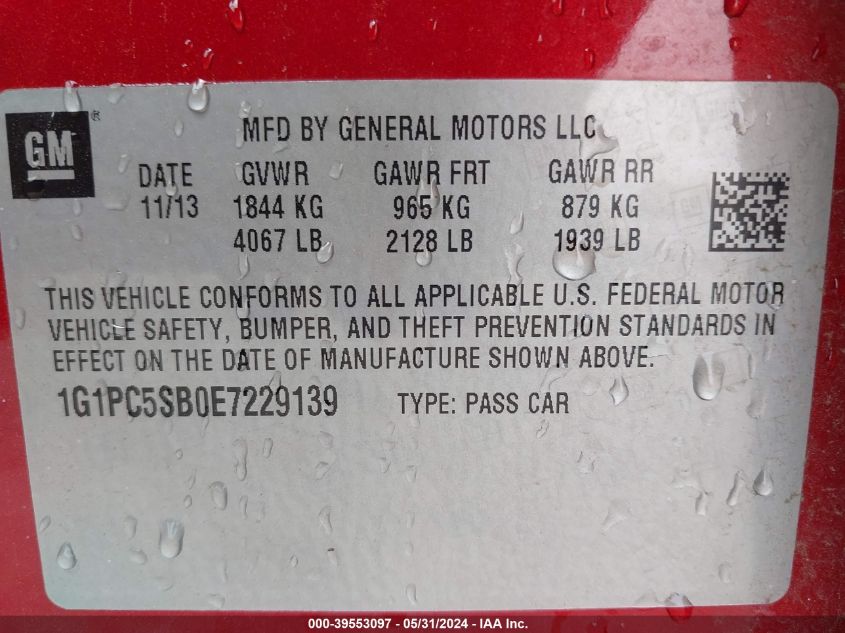 GM ®
MFD BY GENERAL MOTORS LLC
DATE GVWR GAWR FRT GAWR RR
11/13 1844 KG 965 KG 879 KG
4067 LB 2128 LB 1939 LB
THIS VEHICLE CONFORMS TO ALL APPLICABLE U.S. FEDERAL MOTOR
VEHICLE SAFETY, BUMPER, AND THEFT PREVENTION STANDARDS IN
EFFECT ON THE DATE OF MANUFACTURE SHOWN ABOVE.
1G1PC5SB0E7229139 TYPE: PASS CAR
000-39553097 - 05/31/2024 - IAA Inc.